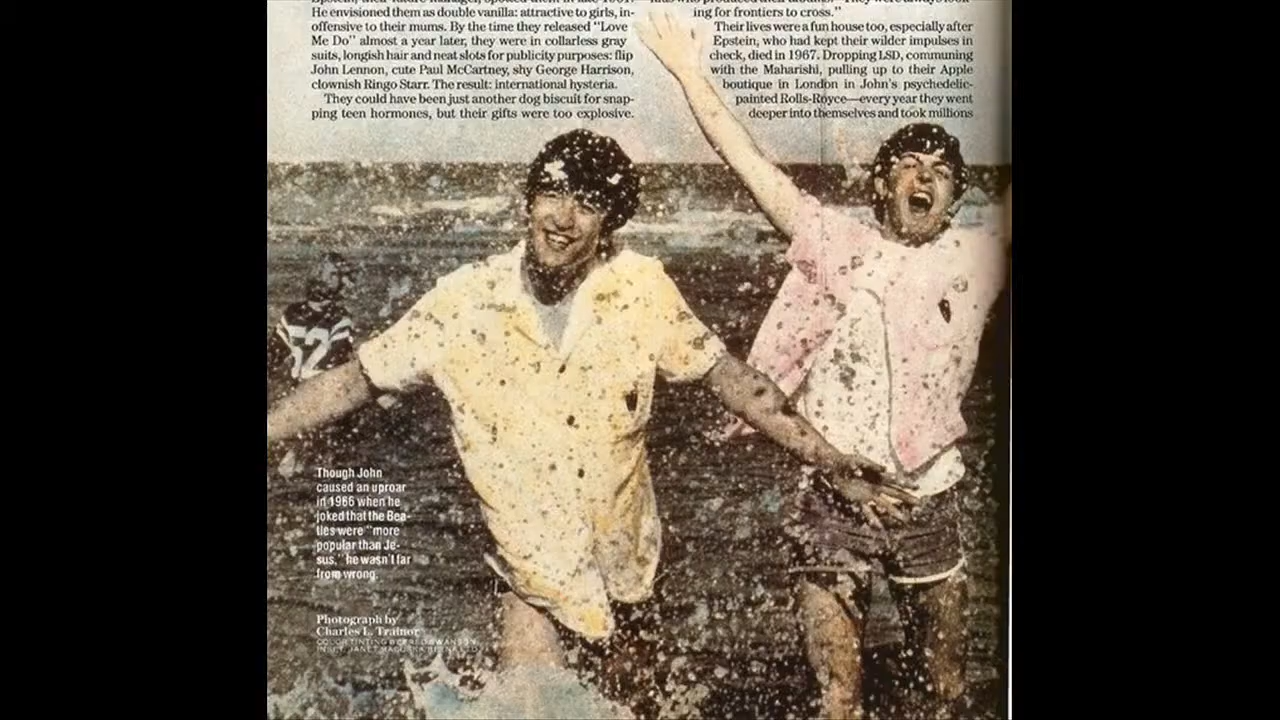 He envisioned them as double vanilla: attractive to girls, in-
offensive to their mums. By the time they released “Love
Me Do” almost a year later, they were in collarless gray
suits, longish hair and neat slots for publicity purposes: flip
John Lennon, cute Paul McCartney, shy George Harrison,
clownish Ringo Starr. The result: international hysteria.
They could have been just another dog biscuit for snap-
ping teen hormones, but their gifts were too explosive.
ing for frontiers to cross.”
Their lives were a fun house too, especially after
Epstein, who had kept their wilder impulses in
check, died in 1967. Dropping LSD, communing
with the Maharishi, pulling up to their Apple
boutique in London in John’s psychedelic-
painted Rolls-Royce—every year they went
deeper into themselves and took millions
52
Though John
caused an uproar
in 1966 when he
joked that the Bea-
tles were “more
popular than Je-
sus,” he wasn’t far
from wrong.
Photograph by
Charles L. Trainor